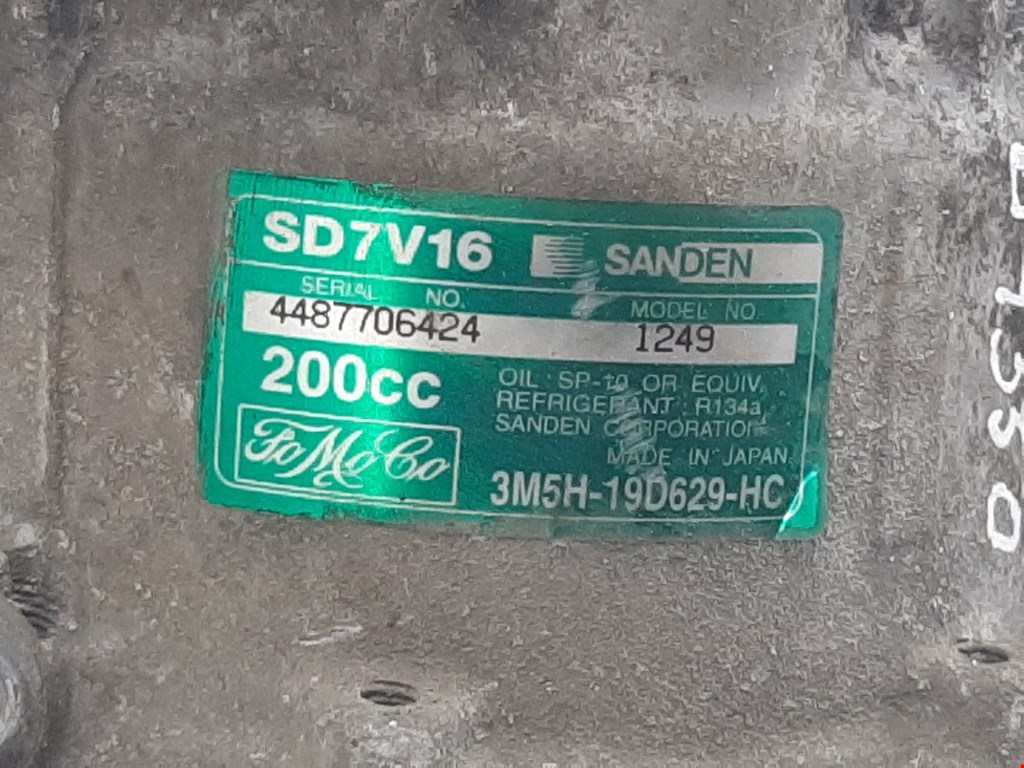 SD7V16 SANDEN
SERIAL NO. MODEL NO.
4487706424 1249
200cc
OIL : SP-10 OR EQUIV.
REFRIGERANT : R134a
SANDEN CORPORATION
MADE IN JAPAN
FoMoCo
3M5H-19D629-HC